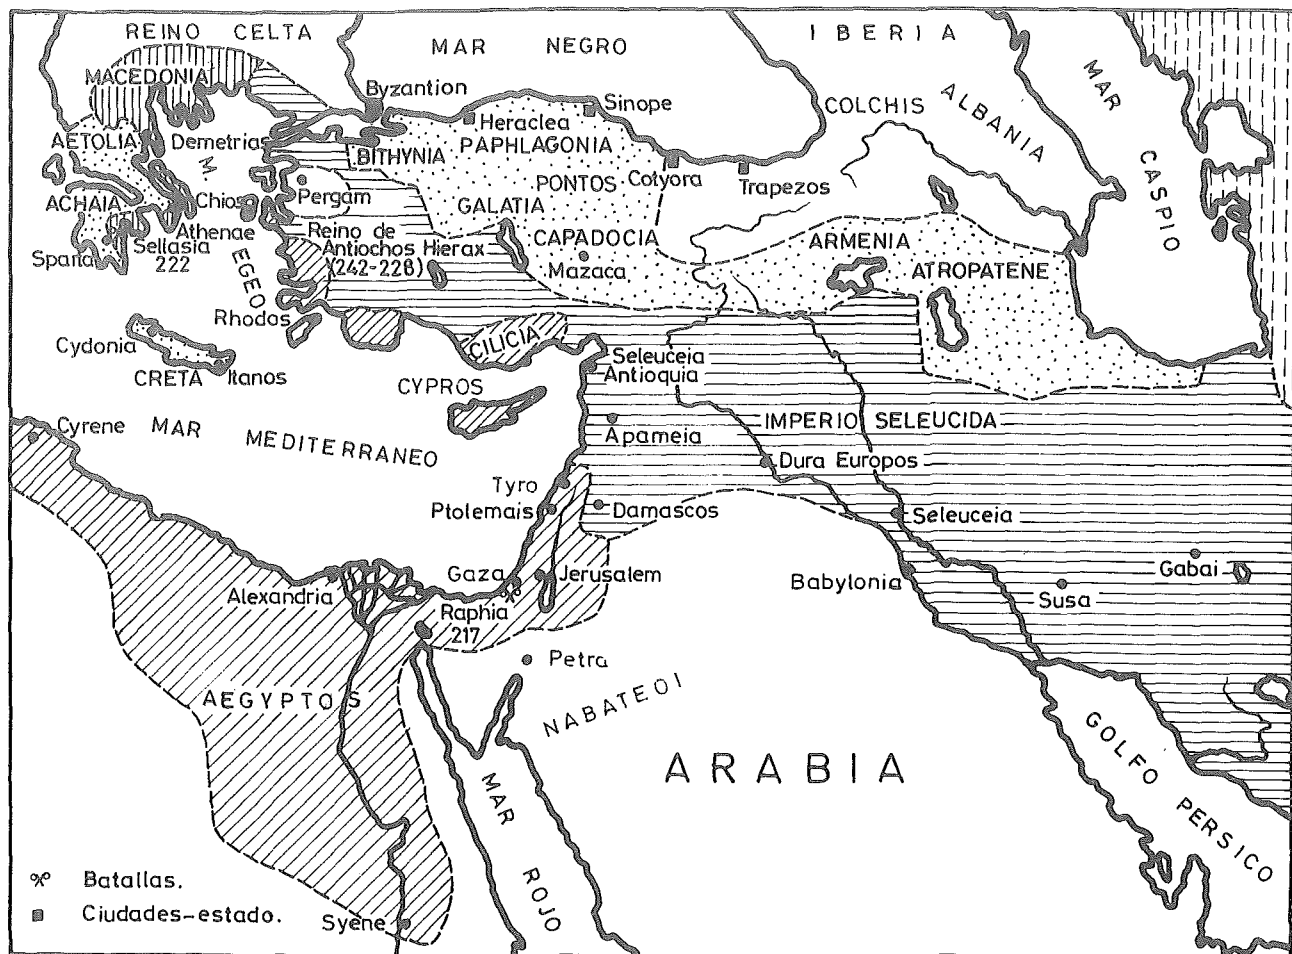 REINO CELTA
MAR NEGRO
IBERIA
MAR CASPIO
MACEDONIA
Byzantion
Sinope
COLCHIS
ALBANIA
Heraclea
AETOLIA
Demetrias
BITHYNIA
PAPHLAGONIA
M. EGEO
PONTOS
Cotyora
Trapezos
Pergam
ACHAIA
Chios
GALATIA
Athenae
Reino de
Antiochos Hierax
(242-228)
CAPADOCIA
ARMENIA
Sellasia
222
Sparta
Mazaca
ATROPATENE
Rhodas
Cydonia
CILICIA
Seleuceia
Antioquia
CRETA
Itanos
CYPROS
Cyrene
MAR MEDITERRANEO
IMPERIO SELEUCIDA
Apameia
Dura Europos
Tyro
Ptolemais
Damascos
Seleuceia
Gabai
Gaza
Jerusalem
Babylonia
Alexandria
Susa
Raphia
217
Petra
AEGYPTOS
NABATEOI
ARABIA
GOLFO PERSICO
MAR ROJO
Batallas.
Ciudades-estado.
Syene